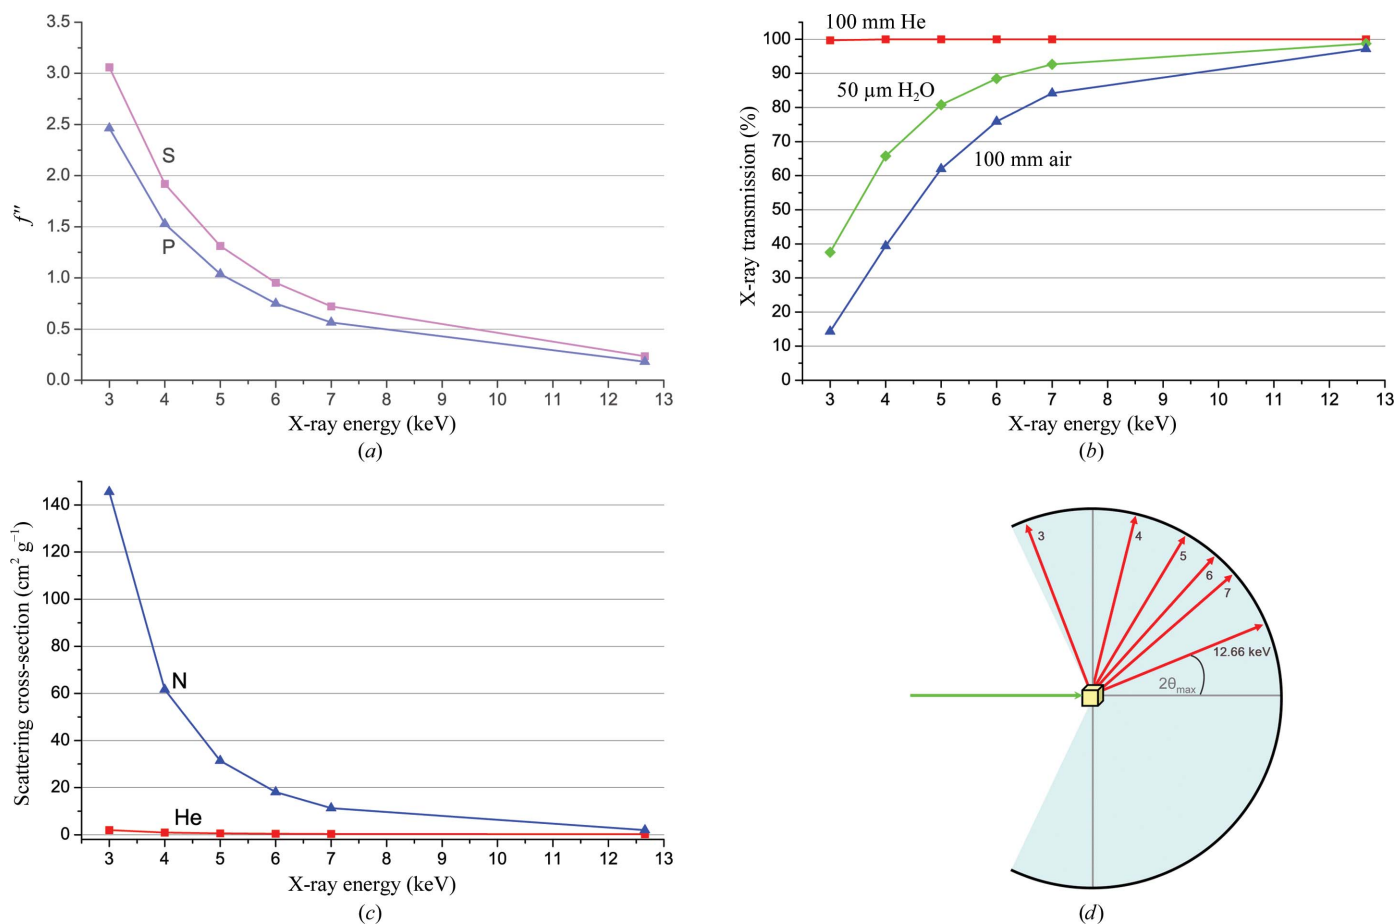 3.5
3.0
2.5
2.0
1.5
1.0
0.5
0.0
f″
S
P
3 4 5 6 7 8 9 10 11 12 13
X-ray energy (keV)
(a)
100
90
80
70
60
50
40
30
20
10
0
X-ray transmission (%)
100 mm He
50 µm H₂O
100 mm air
3 4 5 6 7 8 9 10 11 12 13
X-ray energy (keV)
(b)
140
120
100
80
60
40
20
0
Scattering cross-section (cm² g⁻¹)
N
He
3 4 5 6 7 8 9 10 11 12 13
X-ray energy (keV)
(c)
3
4
5
6
7
12.66 keV
2θmax
(d)